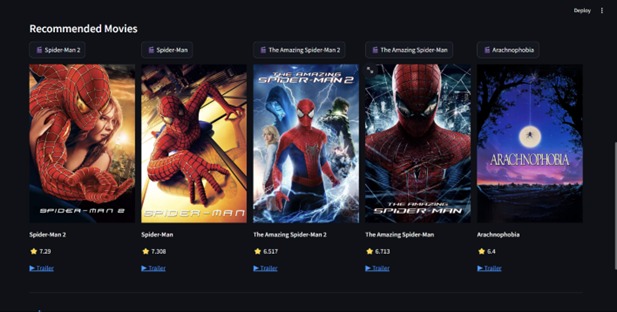 Deploy
Recommended Movies
Spider-Man 2
Spider-Man
The Amazing Spider-Man 2
The Amazing Spider-Man
Arachnophobia
SPIDER-MAN 2
SPIDER-MAN
THE AMAZING
SPIDER-MAN 2
THE AMAZING
SPIDER-MAN
ARACHNOPHOBIA
Spider-Man 2
Spider-Man
The Amazing Spider-Man 2
The Amazing Spider-Man
Arachnophobia
⭐ 7.29
⭐ 7.308
⭐ 6.517
⭐ 6.713
⭐ 6.4
▶ Trailer
▶ Trailer
▶ Trailer
▶ Trailer
▶ Trailer